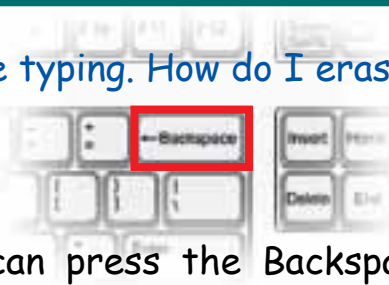 e typing. How do I eras
←Backspace Insert
Delete
can press the Backspa